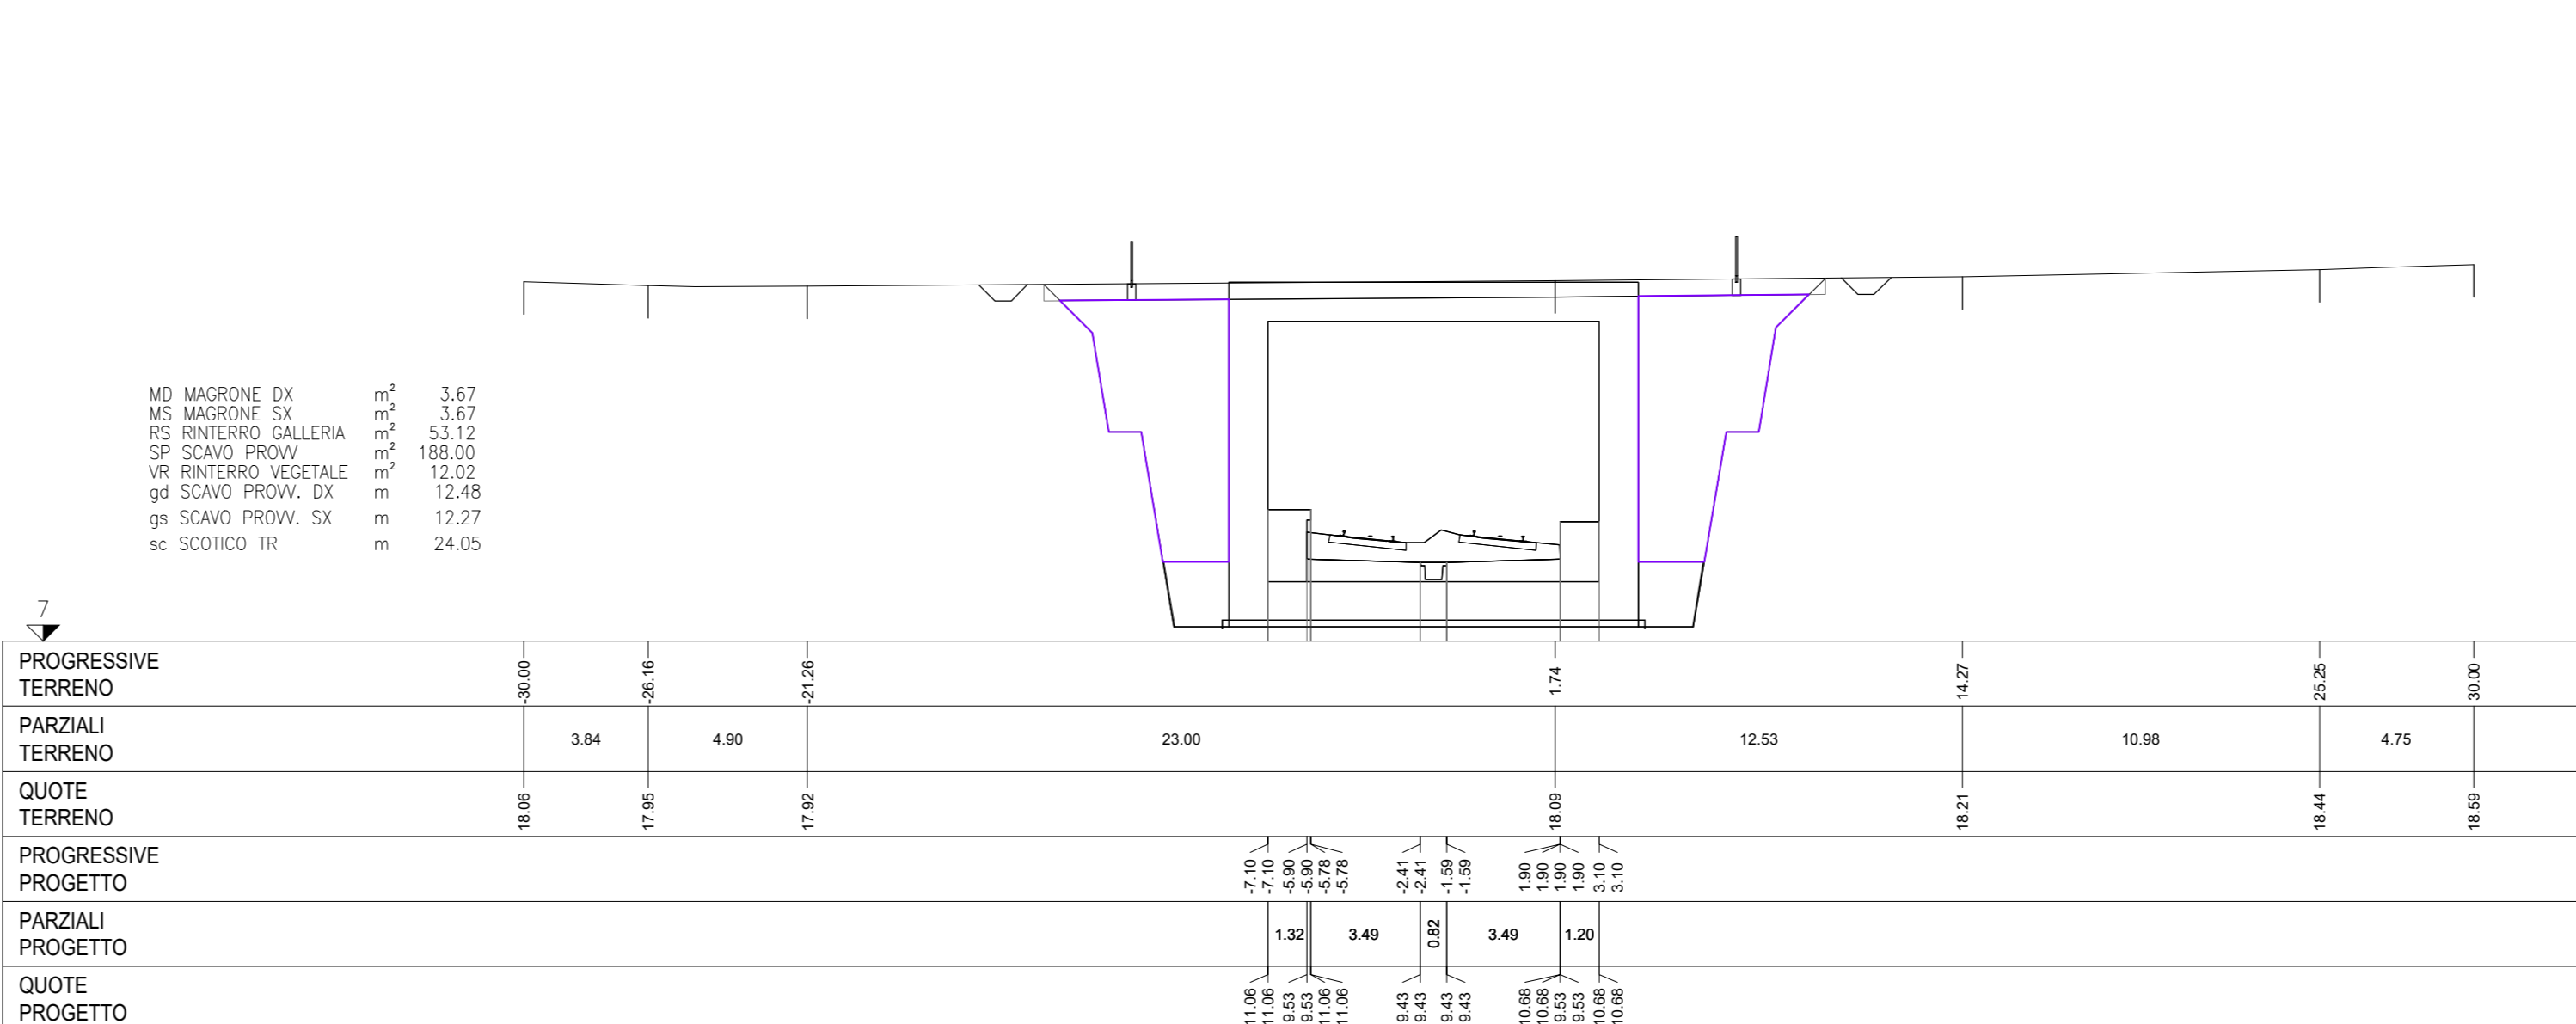 MD MAGRONE DX m² 3.67
MS MAGRONE SX m² 3.67
RS RINTERRO GALLERIA m² 53.12
SP SCAVO PROVV m² 188.00
VR RINTERRO VEGETALE m² 12.02
gd SCAVO PROVV. DX m 12.48
gs SCAVO PROVV. SX m 12.27
sc SCOTICO TR m 24.05
7
PROGRESSIVE
TERRENO
-30.00 -26.16 -21.26 1.74 14.27 25.25 30.00
PARZIALI
TERRENO
3.84 4.90 23.00 12.53 10.98 4.75
QUOTE
TERRENO
18.06 17.95 17.92 18.09 18.21 18.44 18.59
PROGRESSIVE
PROGETTO
-7.10 -7.10 -5.90 -5.90 -5.78 -5.78 -2.41 -2.41 -1.59 -1.59 1.90 1.90 1.90 1.90 3.10 3.10
PARZIALI
PROGETTO
1.32 3.49 0.82 3.49 1.20
QUOTE
PROGETTO
11.06 11.06 9.53 9.53 11.06 11.06 9.43 9.43 9.43 9.43 10.68 10.68 9.53 9.53 10.68 10.68